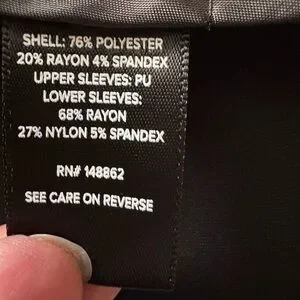 SHELL: 76% POLYESTER
20% RAYON 4% SPANDEX
UPPER SLEEVES: PU
LOWER SLEEVES:
68% RAYON
27% NYLON 5% SPANDEX
RN# 148862
SEE CARE ON REVERSE